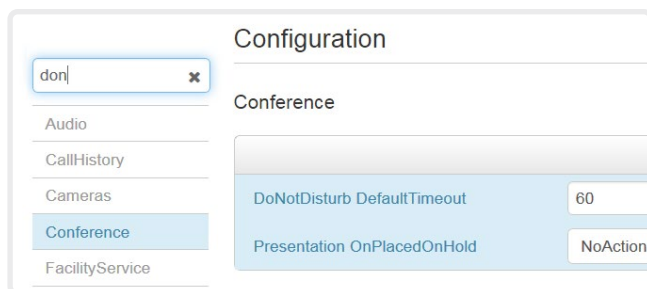 Configuration
don
Conference
Audio
CallHistory
Cameras
DoNotDisturb DefaultTimeout 60
Conference
Presentation OnPlacedOnHold NoAction
FacilityService